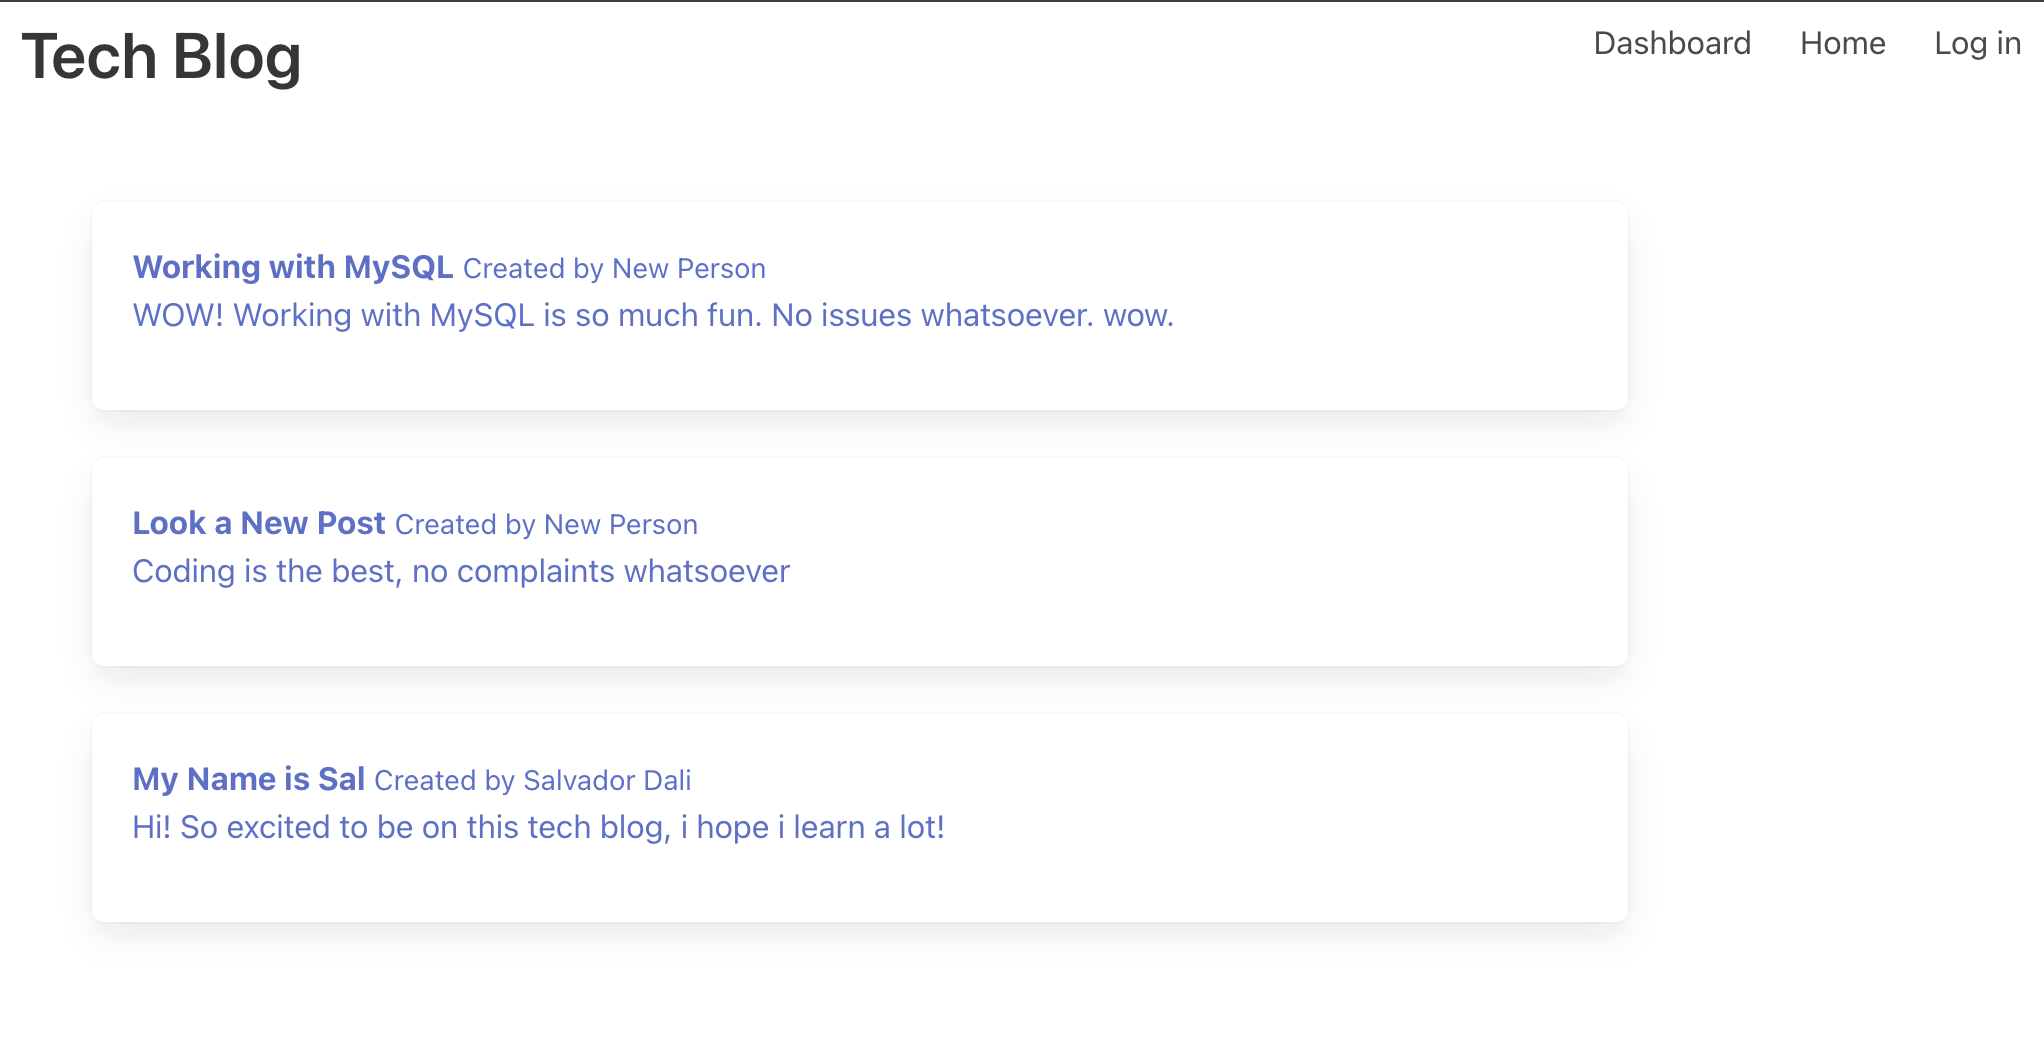 Tech Blog
Dashboard Home Log in
Working with MySQL Created by New Person
WOW! Working with MySQL is so much fun. No issues whatsoever. wow.
Look a New Post Created by New Person
Coding is the best, no complaints whatsoever
My Name is Sal Created by Salvador Dali
Hi! So excited to be on this tech blog, i hope i learn a lot!